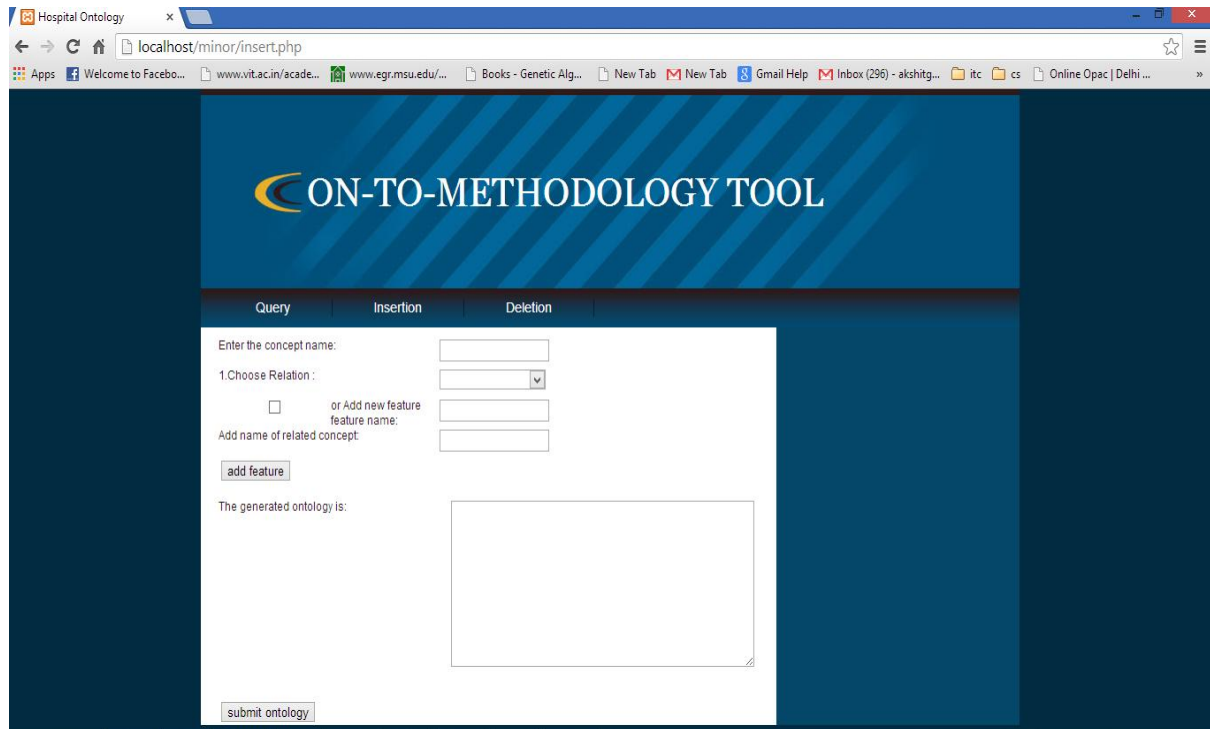 Hospital Ontology
localhost/minor/insert.php
Apps Welcome to Facebo... www.vit.ac.in/acade... www.egr.msu.edu/... Books - Genetic Alg... New Tab New Tab Gmail Help Inbox (296) - akshitg... itc cs Online Opac | Delhi ... »
ON-TO-METHODOLOGY TOOL
Query Insertion Deletion
Enter the concept name:
1.Choose Relation :
or Add new feature
feature name:
Add name of related concept:
add feature
The generated ontology is:
submit ontology